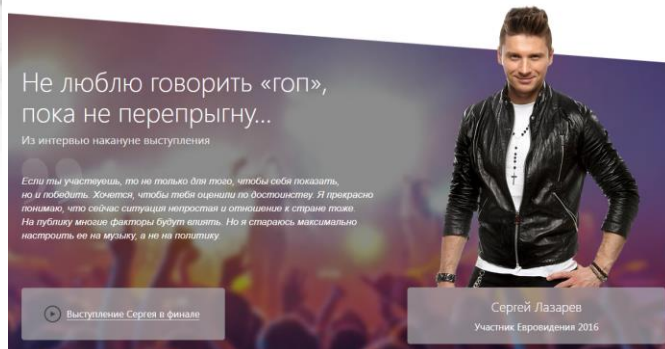 Не люблю говорить «гоп»,
пока не перепрыгну...
Из интервью накануне выступления
Если ты участвуешь, то не только для того, чтобы себя показать,
но и победить. Хочется, чтобы тебя оценили по достоинству. Я прекрасно
понимаю, что сейчас ситуация непростая и отношение к стране тоже.
На публику многие факторы будут влиять. Но я стараюсь максимально
настроить ее на музыку, а не на политику.
Выступление Сергея в финале
Сергей Лазарев
Участник Евровидения 2016